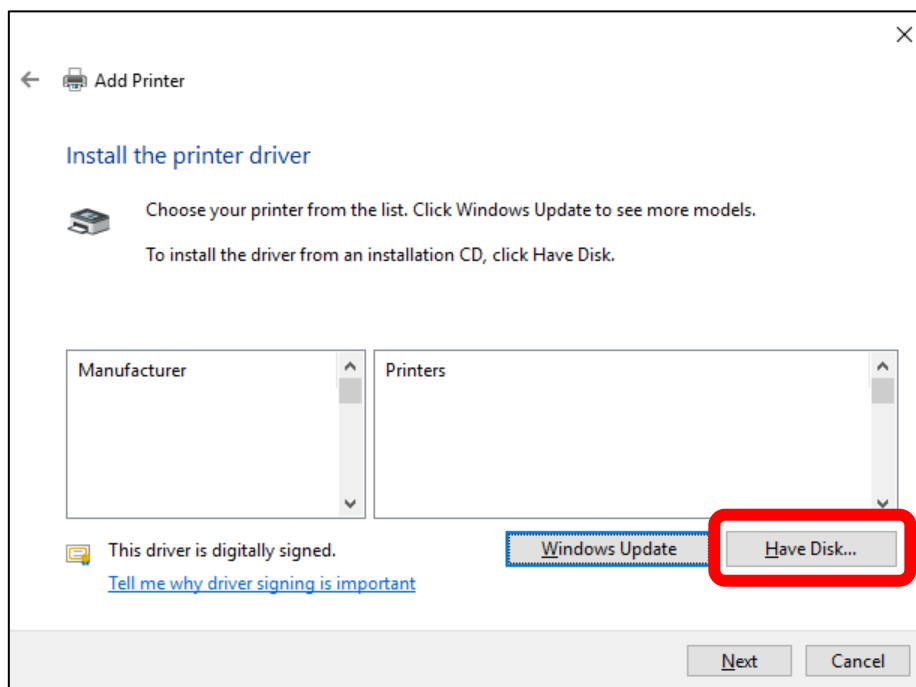 Add Printer
Install the printer driver
Choose your printer from the list. Click Windows Update to see more models.
To install the driver from an installation CD, click Have Disk.
Manufacturer
Printers
This driver is digitally signed.
Tell me why driver signing is important
Windows Update
Have Disk...
Next
Cancel